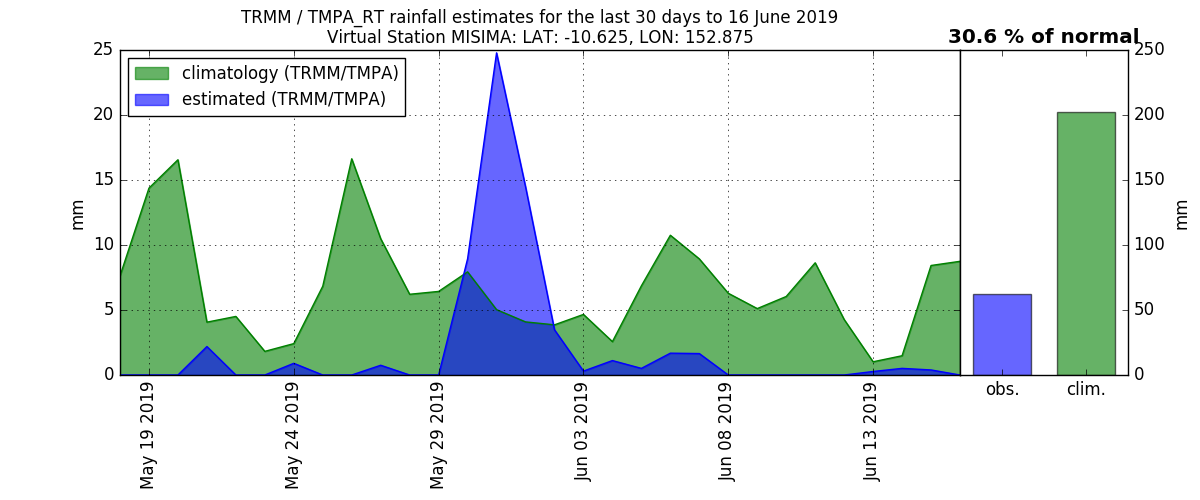 TRMM / TMPA_RT rainfall estimates for the last 30 days to 16 June 2019
Virtual Station MISIMA: LAT: -10.625, LON: 152.875
30.6 % of normal
climatology (TRMM/TMPA)
estimated (TRMM/TMPA)
25
20
15
10
5
0
mm
250
200
150
100
50
0
mm
obs.
clim.
May 19 2019
May 24 2019
May 29 2019
Jun 03 2019
Jun 08 2019
Jun 13 2019